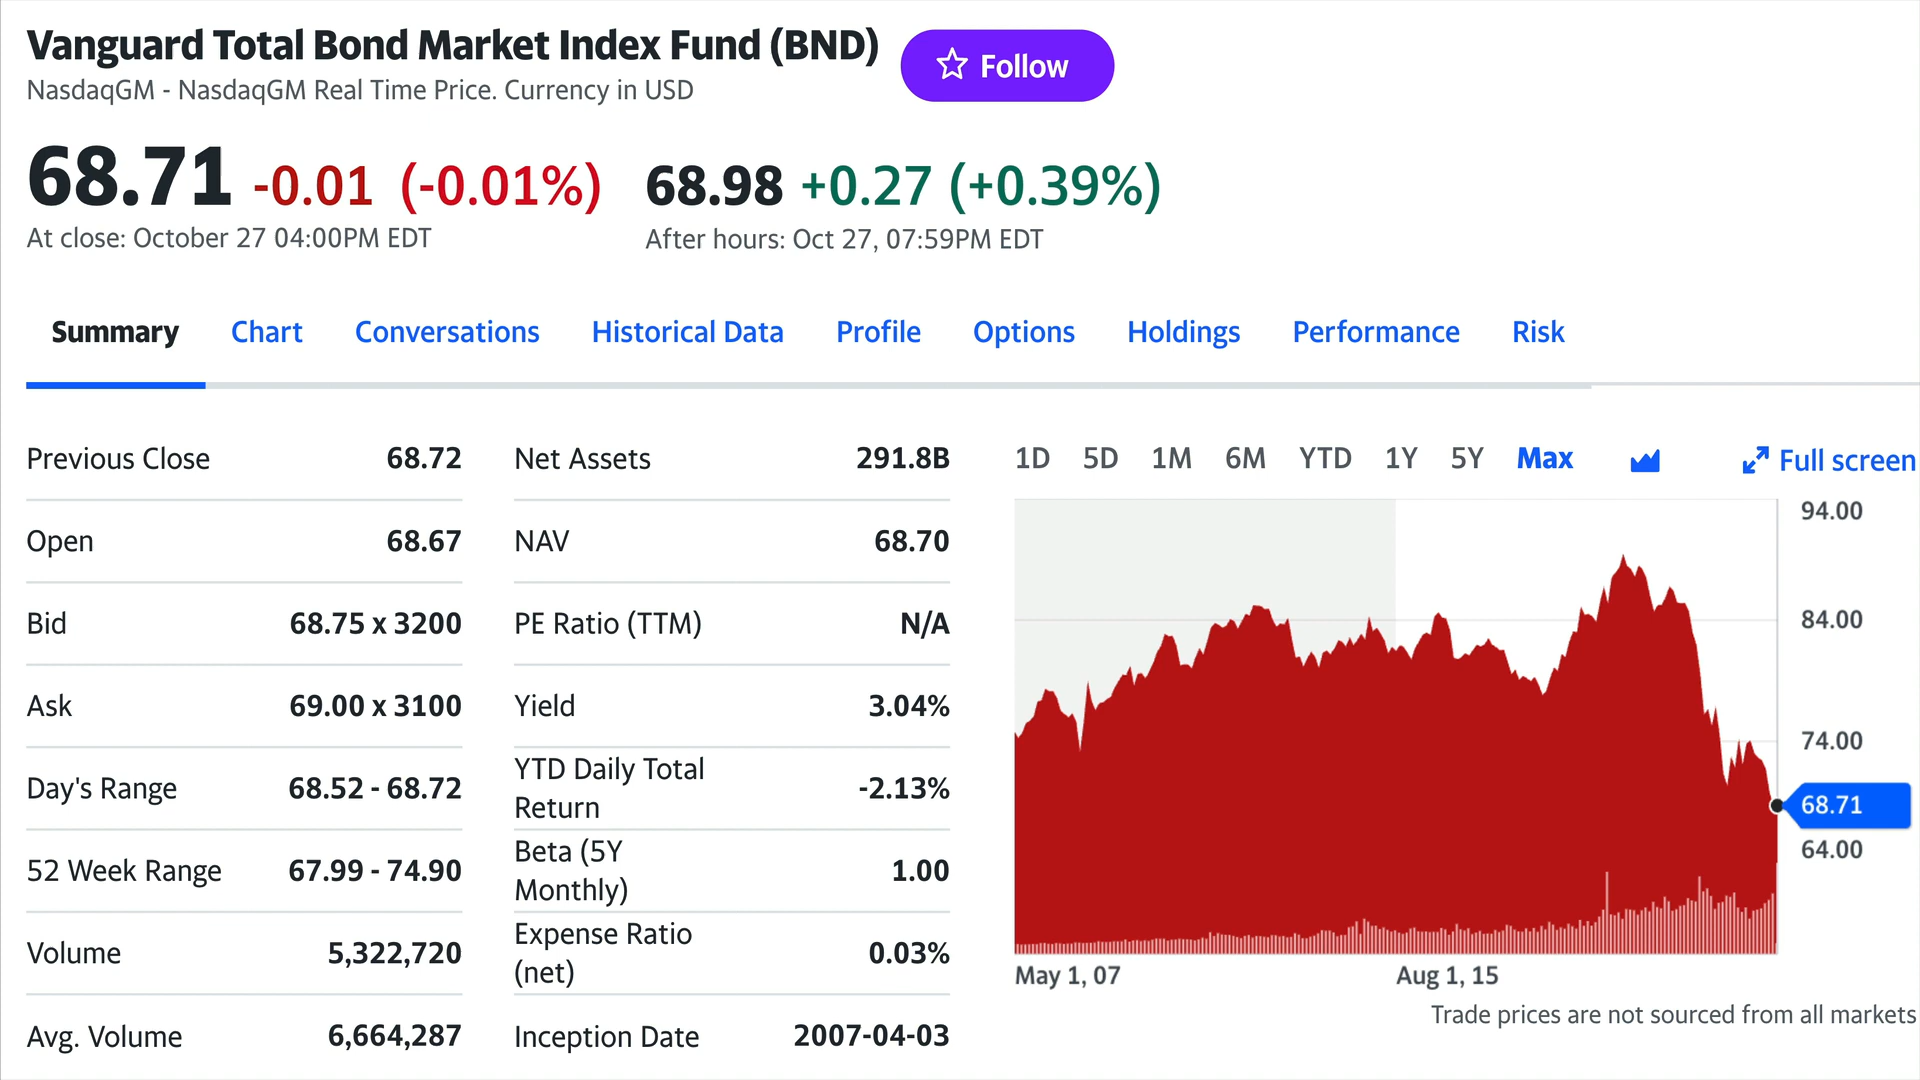 Vanguard Total Bond Market Index Fund (BND)
Follow
NasdaqGM - NasdaqGM Real Time Price. Currency in USD
68.71 -0.01 (-0.01%) 68.98 +0.27 (+0.39%)
At close: October 27 04:00PM EDT
After hours: Oct 27, 07:59PM EDT
Summary Chart Conversations Historical Data Profile Options Holdings Performance Risk
Previous Close 68.72
Open 68.67
Bid 68.75 x 3200
Ask 69.00 x 3100
Day's Range 68.52 - 68.72
52 Week Range 67.99 - 74.90
Volume 5,322,720
Avg. Volume 6,664,287
Net Assets 291.8B
NAV 68.70
PE Ratio (TTM) N/A
Yield 3.04%
YTD Daily Total
Return -2.13%
Beta (5Y
Monthly) 1.00
Expense Ratio
(net) 0.03%
Inception Date 2007-04-03
1D 5D 1M 6M YTD 1Y 5Y Max Full screen
94.00
84.00
74.00
68.71
64.00
May 1, 07 Aug 1, 15
Trade prices are not sourced from all markets